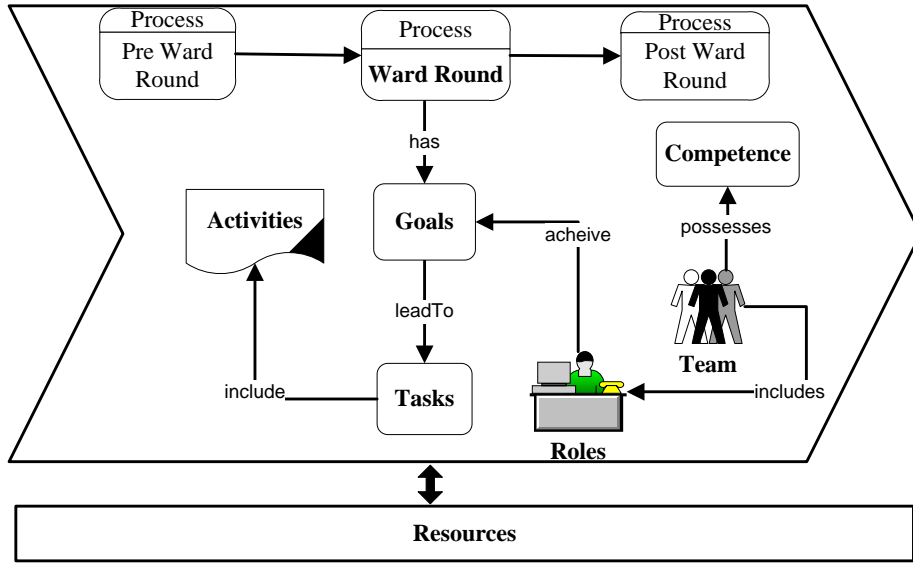 Process
Pre Ward
Round
Process
Ward Round
Process
Post Ward
Round
has
Competence
Activities
Goals
acheive
possesses
leadTo
Team
include
Tasks
includes
Roles
Resources